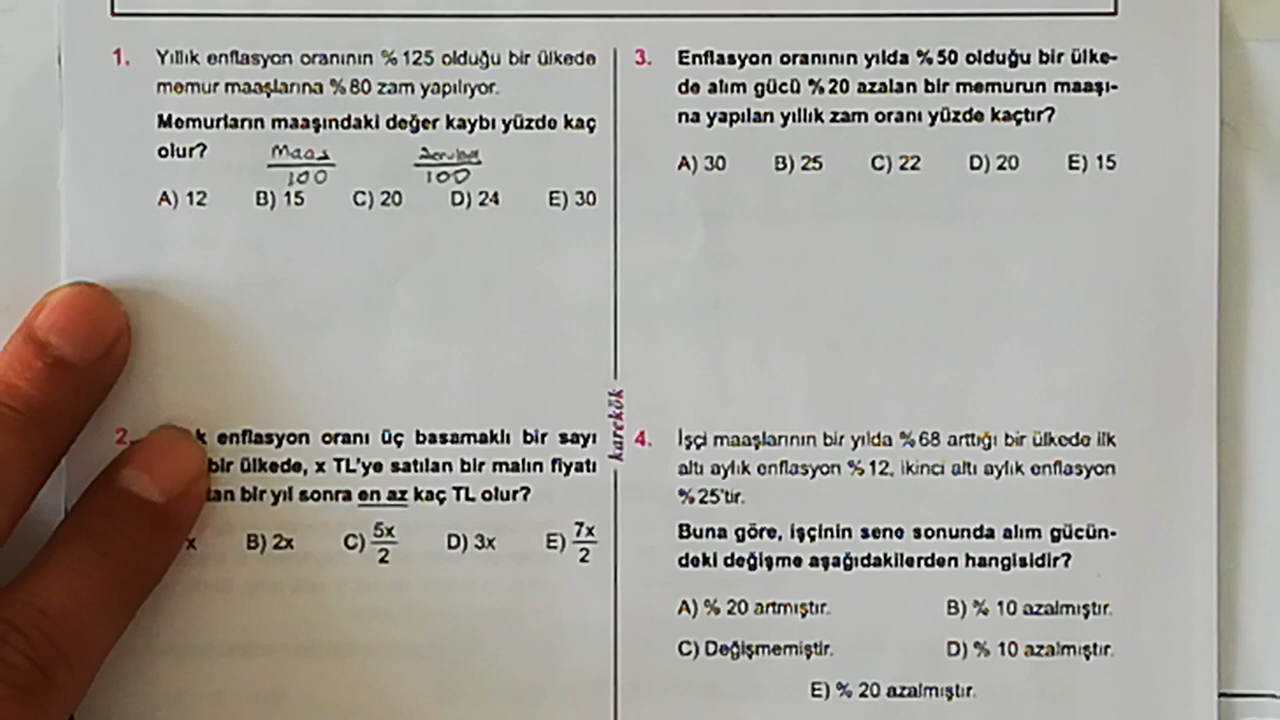 1. Yıllık enflasyon oranının % 125 olduğu bir ülkede
memur maaşlarına % 80 zam yapılıyor.
Memurların maaşındaki değer kaybı yüzde kaç
olur?
Maaş
100
100
A) 12 B) 15 C) 20 D) 24 E) 30
2. k enflasyon oranı üç basamaklı bir sayı
bir ülkede, x TL'ye satılan bir malın fiyatı
bir yıl sonra en az kaç TL olur?
x B) 2x C) 5x/2 D) 3x E) 7x/2
karekök
3. Enflasyon oranının yılda % 50 olduğu bir ülke-
de alım gücü % 20 azalan bir memurun maaşı-
na yapılan yıllık zam oranı yüzde kaçtır?
A) 30 B) 25 C) 22 D) 20 E) 15
4. İşçi maaşlarının bir yılda % 68 arttığı bir ülkede ilk
altı aylık enflasyon % 12, ikinci altı aylık enflasyon
% 25'tir.
Buna göre, işçinin sene sonunda alım gücün-
deki değişme aşağıdakilerden hangisidir?
A) % 20 artmıştır. B) % 10 azalmıştır.
C) Değişmemiştir. D) % 10 azalmıştır.
E) % 20 azalmıştır.